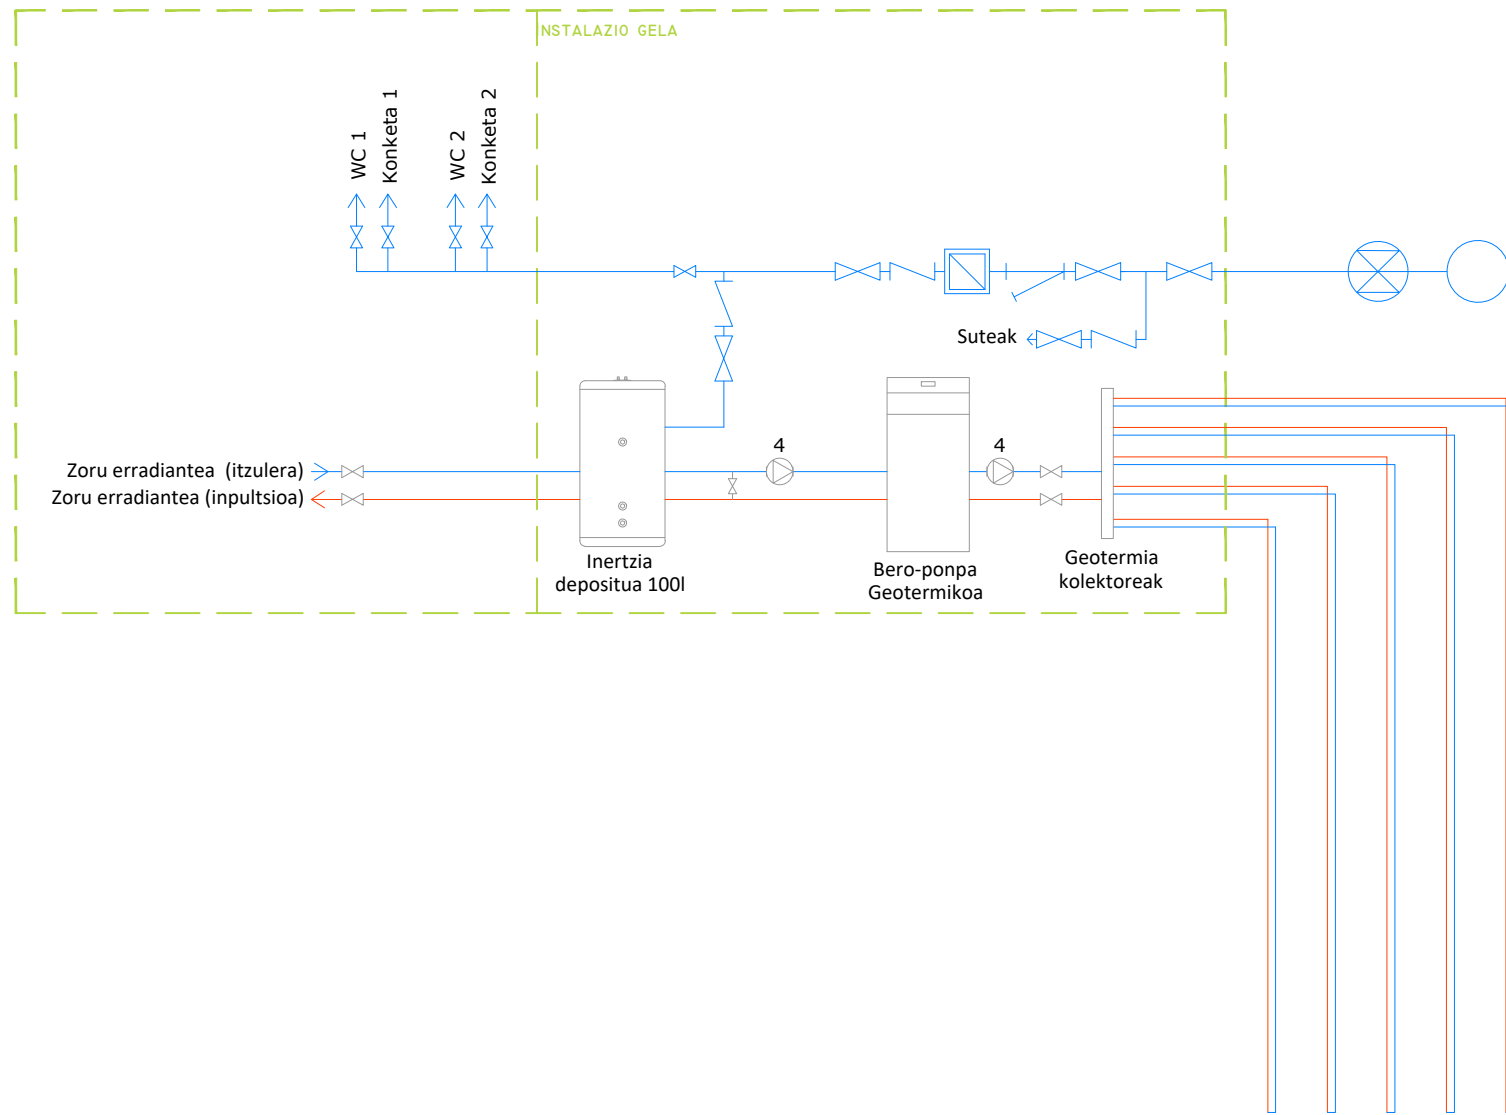 NSTALAZIO GELA
WC 1
Konketa 1
WC 2
Konketa 2
Suteak
4
4
Zoru erradiantea (itzulera)
Zoru erradiantea (inpultsioa)
Inertzia
depositua 100l
Bero-ponpa
Geotermikoa
Geotermia
kolektoreak